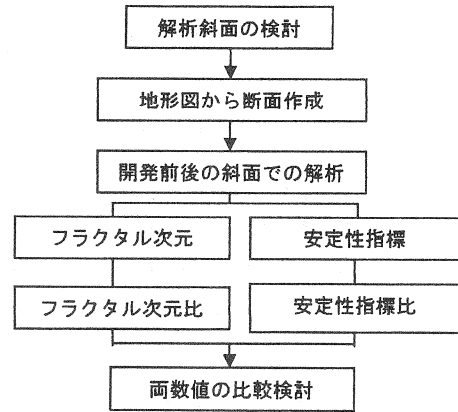 解析斜面の検討
地形図から断面作成
開発前後の斜面での解析
フラクタル次元
安定性指標
フラクタル次元比
安定性指標比
両数値の比較検討